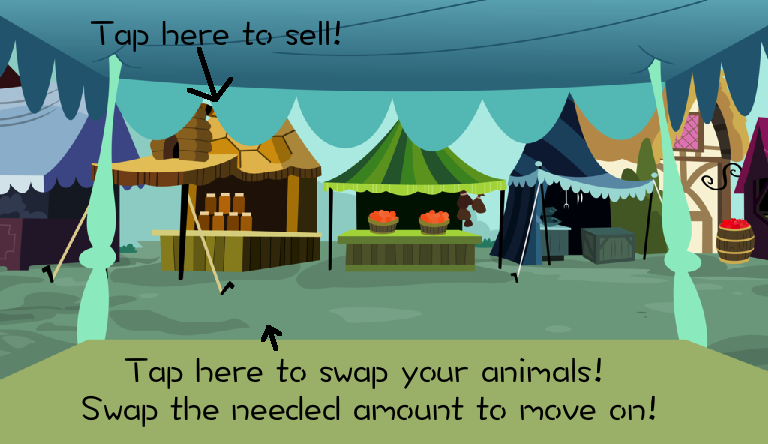 Tap here to sell!
Tap here to swap your animals!
Swap the needed amount to move on!